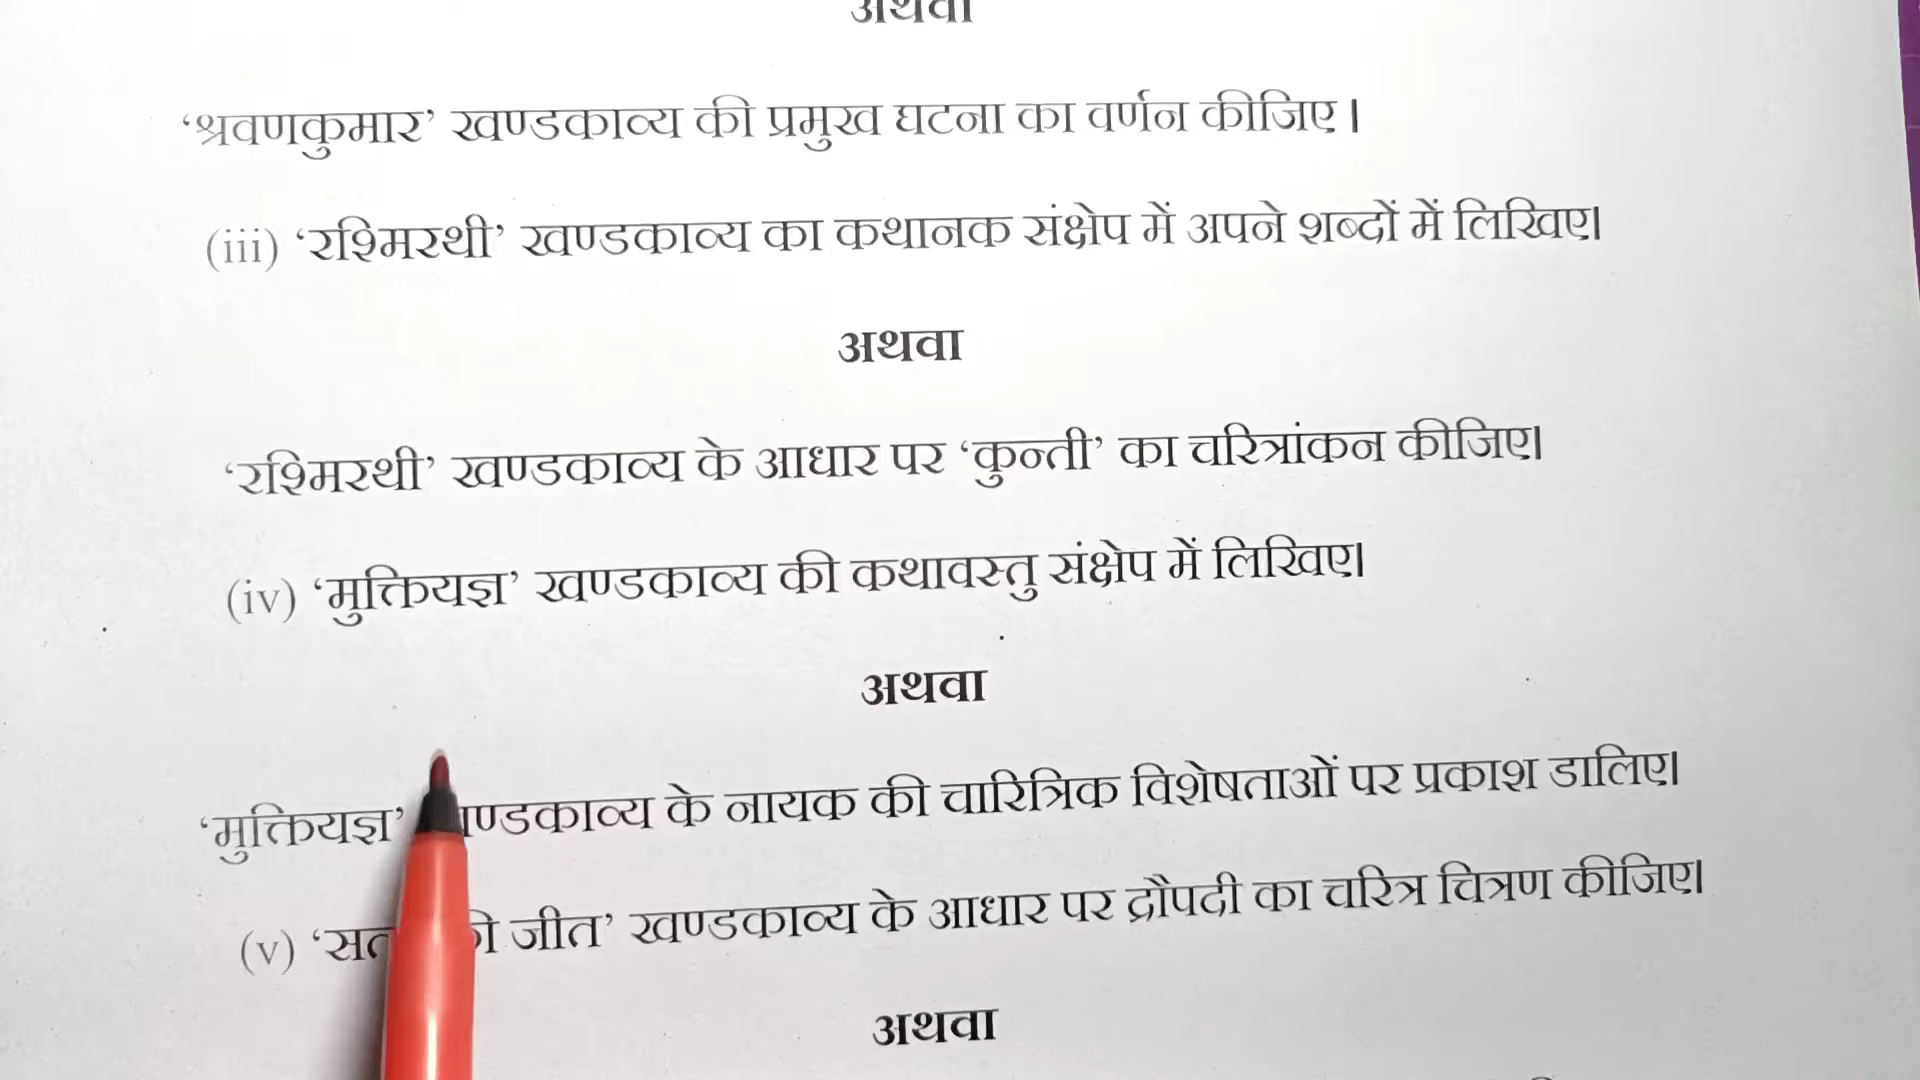 अथवा
‘श्रवणकुमार’ खण्डकाव्य की प्रमुख घटना का वर्णन कीजिए।
(iii) ‘रश्मिरथी’ खण्डकाव्य का कथानक संक्षेप में अपने शब्दों में लिखिए।
अथवा
‘रश्मिरथी’ खण्डकाव्य के आधार पर ‘कुन्ती’ का चरित्रांकन कीजिए।
(iv) ‘मुक्तियज्ञ’ खण्डकाव्य की कथावस्तु संक्षेप में लिखिए।
अथवा
‘मुक्तियज्ञ’ के नायक की चारित्रिक विशेषताओं पर प्रकाश डालिए।
(v) जीत’ खण्डकाव्य के आधार पर द्रौपदी का चरित्र चित्रण कीजिए।
अथवा